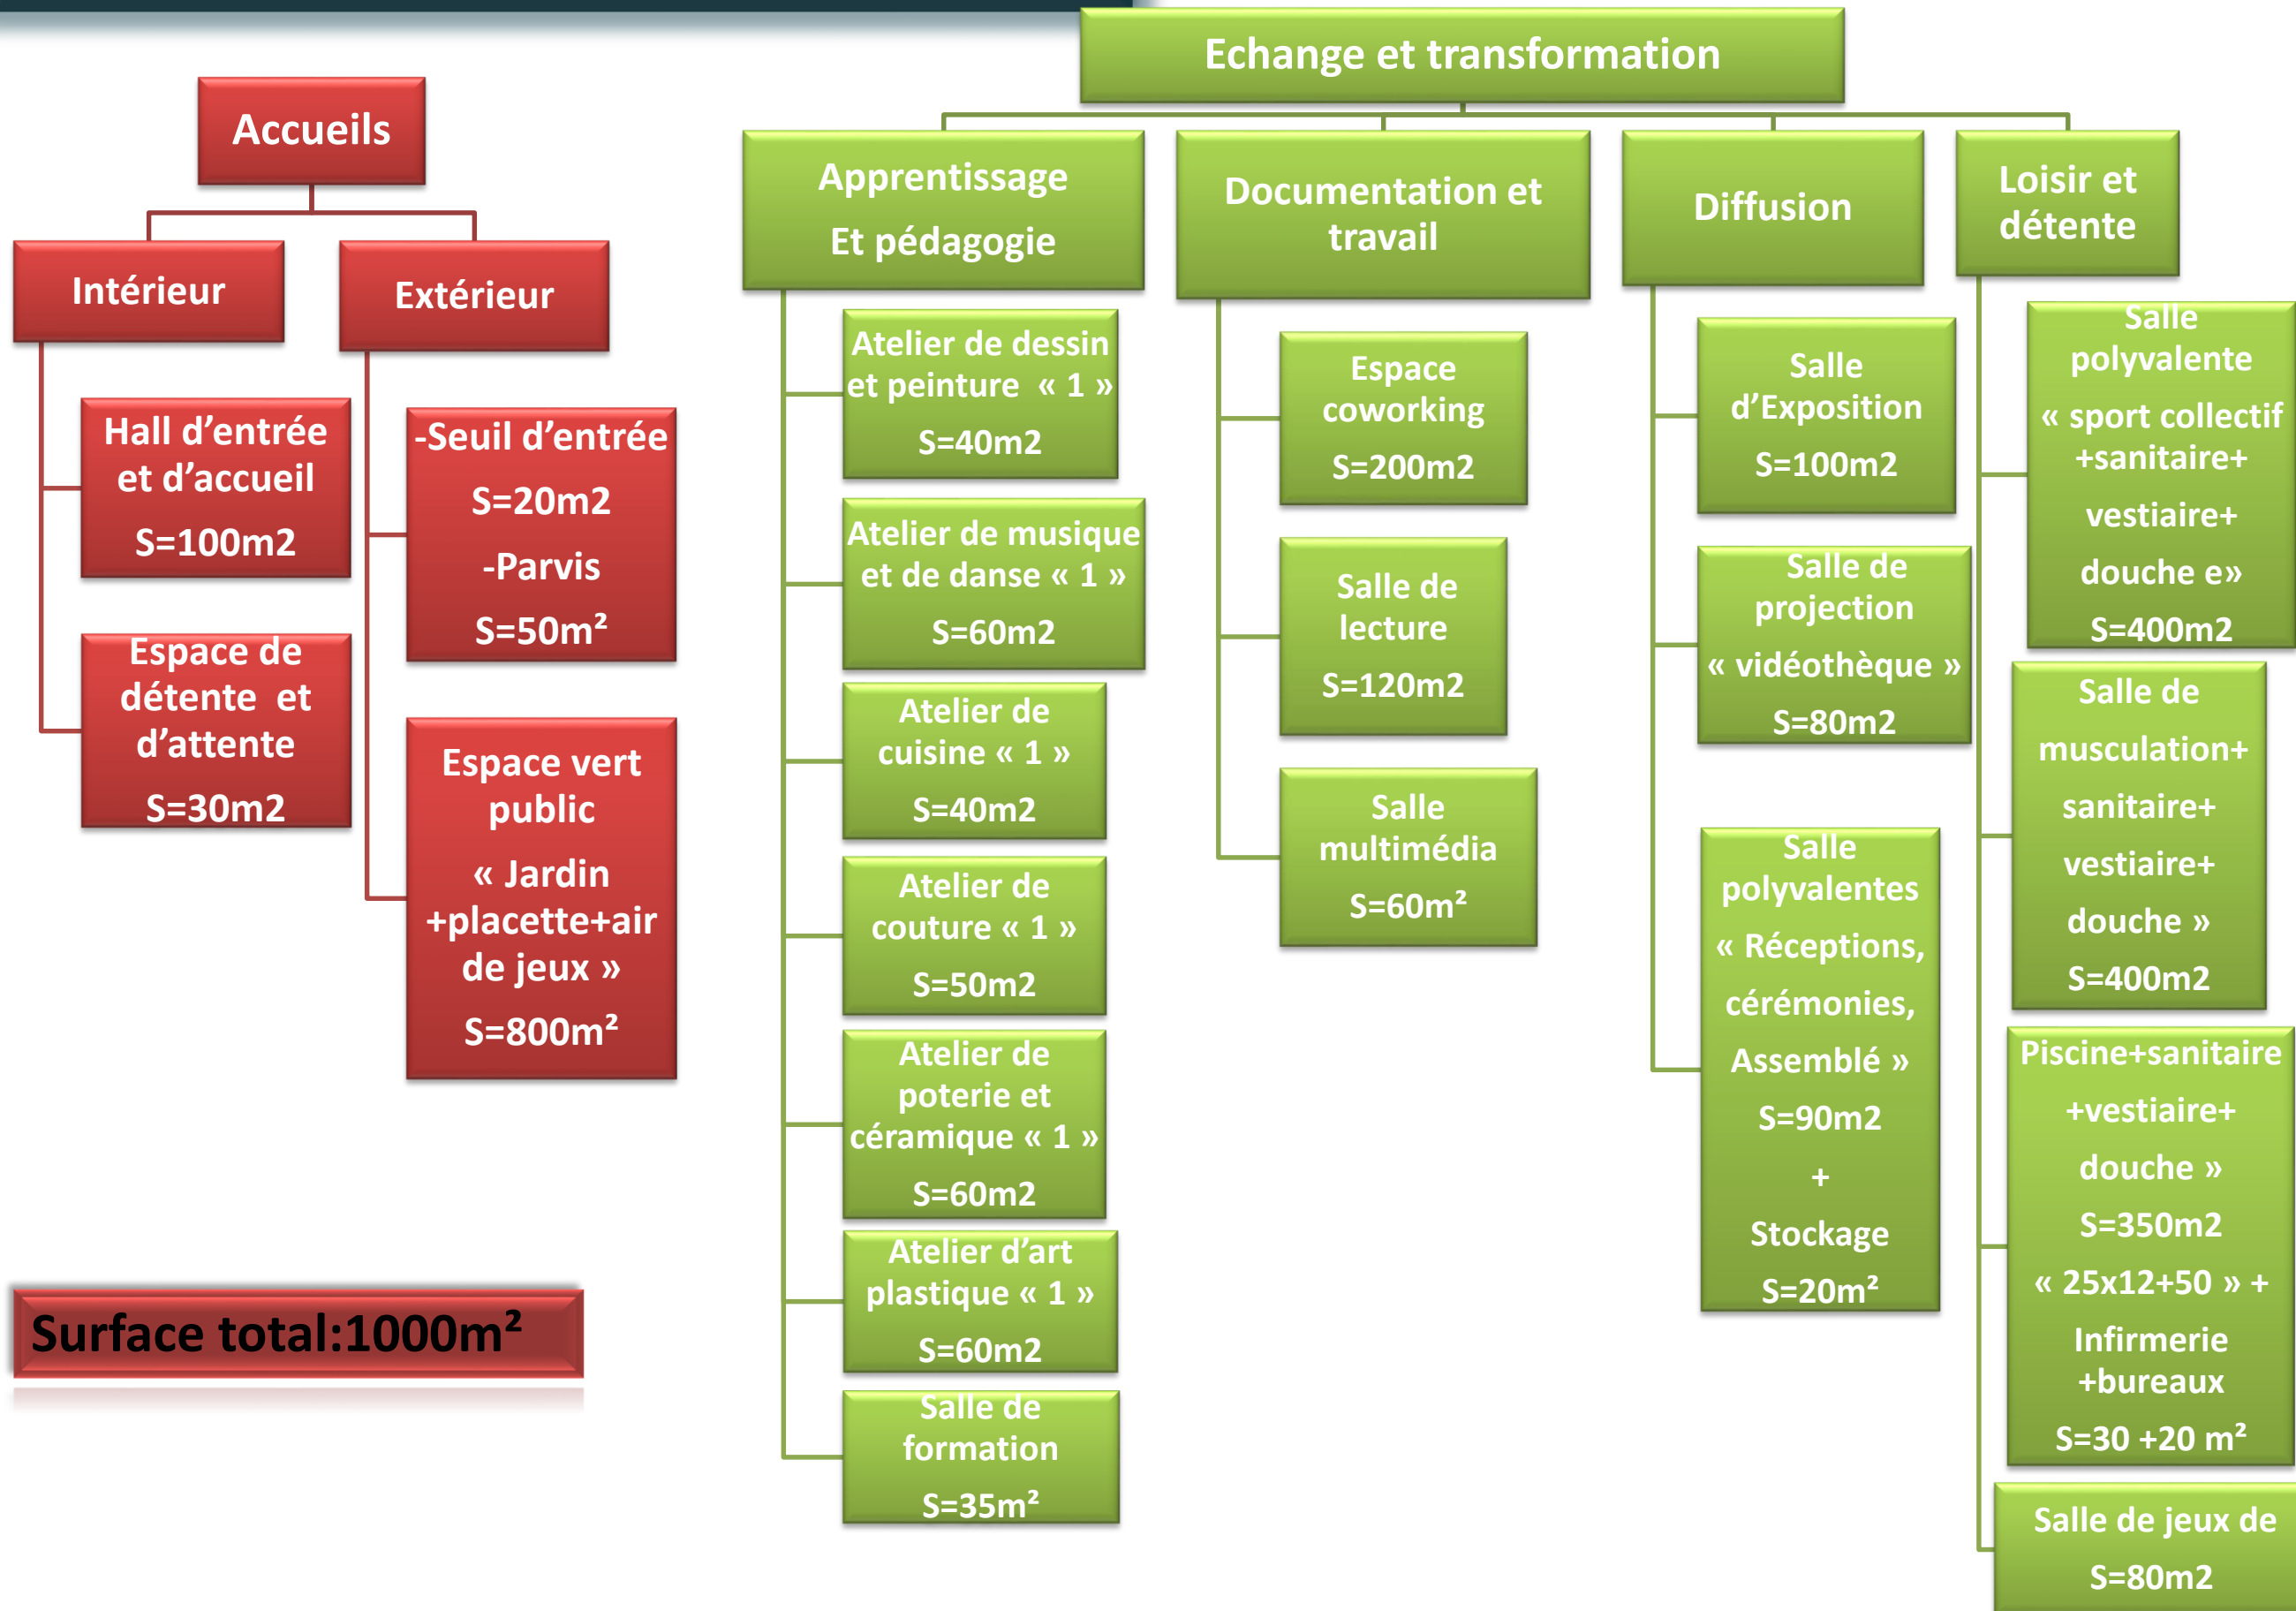 Echange et transformation
Accueils
Intérieur
Hall d’entrée
et d’accueil
S=100m2
Espace de
détente et
d’attente
S=30m2
Extérieur
-Seuil d’entrée
S=20m2
-Parvis
S=50m²
Espace vert
public
« Jardin
+placette+air
de jeux »
S=800m²
Surface total:1000m²
Apprentissage
Et pédagogie
Atelier de dessin
et peinture « 1 »
S=40m2
Atelier de musique
et de danse « 1 »
S=60m2
Atelier de
cuisine « 1 »
S=40m2
Atelier de
couture « 1 »
S=50m2
Atelier de
poterie et
céramique « 1 »
S=60m2
Atelier d’art
plastique « 1 »
S=60m2
Salle de
formation
S=35m²
Documentation et
travail
Espace
coworking
S=200m2
Salle de
lecture
S=120m2
Salle
multimédia
S=60m²
Diffusion
Salle
d’Exposition
S=100m2
Salle de
projection
« vidéothèque »
S=80m2
Salle
polyvalentes
« Réceptions,
cérémonies,
Assemblé »
S=90m2
+
Stockage
S=20m²
Loisir et
détente
Salle
polyvalente
« sport collectif
+sanitaire+
vestiaire+
douche e»
S=400m2
Salle de
musculation+
sanitaire+
vestiaire+
douche »
S=400m2
Piscine+sanitaire
+vestiaire+
douche »
S=350m2
« 25x12+50 » +
Infirmerie
+bureaux
S=30 +20 m²
Salle de jeux de
S=80m2